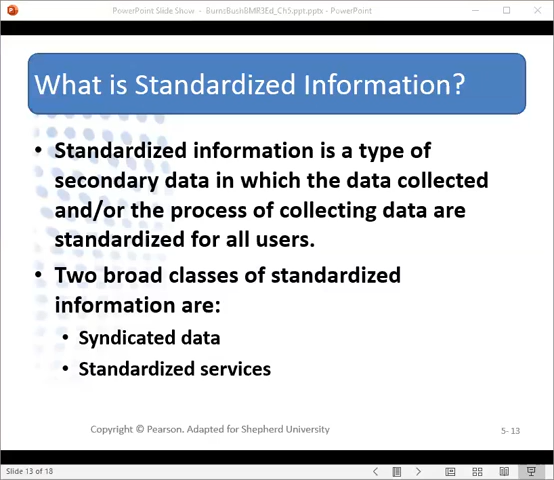 PowerPoint Slide Show - BurnsBushBMR3Ed_Ch5.ppt.pptx - PowerPoint
What is Standardized Information?
• Standardized information is a type of
secondary data in which the data collected
and/or the process of collecting data are
standardized for all users.
• Two broad classes of standardized
information are:
• Syndicated data
• Standardized services
Copyright © Pearson. Adapted for Shepherd University
5- 13
Slide 13 of 18